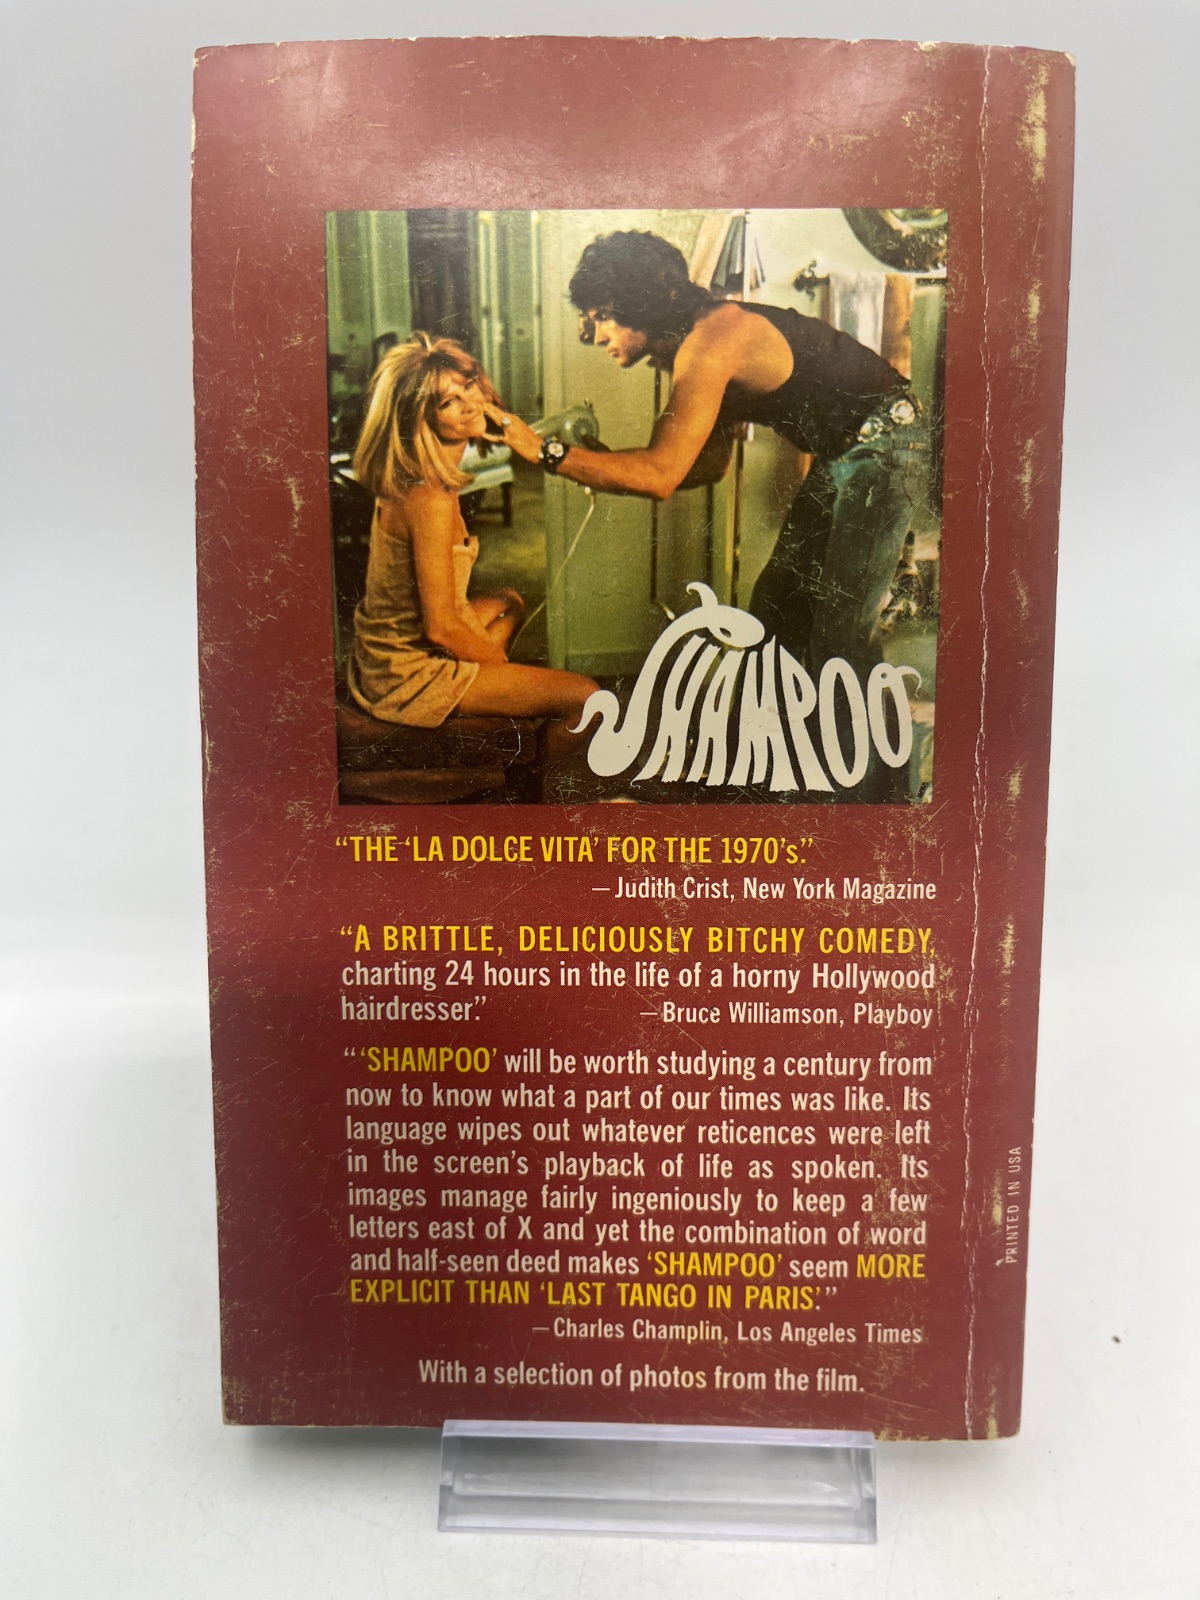 SHAMPOO
“THE ‘LA DOLCE VITA’ FOR THE 1970’s.”
—Judith Crist, New York Magazine
“A BRITTLE, DELICIOUSLY BITCHY COMEDY,
charting 24 hours in the life of a horny Hollywood
hairdresser.” —Bruce Williamson, Playboy
“‘SHAMPOO’ will be worth studying a century from
now to know what a part of our times was like. Its
language wipes out whatever reticences were left
in the screen’s playback of life as spoken. Its
images manage fairly ingeniously to keep a few
letters east of X and yet the combination of word
and half-seen deed makes ‘SHAMPOO’ seem MORE
EXPLICIT THAN ‘LAST TANGO IN PARIS’.”
—Charles Champlin, Los Angeles Times
With a selection of photos from the film.
PRINTED IN USA